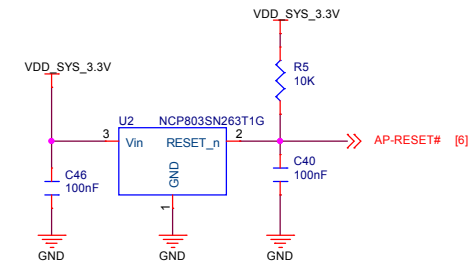 VDD_SYS_3.3V
VDD_SYS_3.3V
R5
10K
U2 NCP803SN263T1G
3 Vin RESET_n 2
AP-RESET# [6]
GND
1
C46
100nF
C40
100nF
GND GND GND